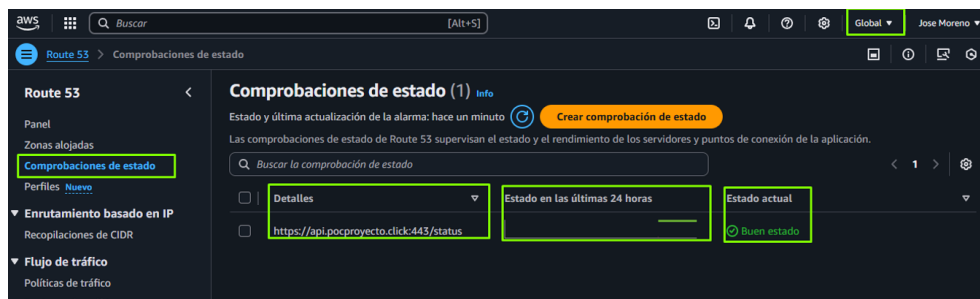 aws Buscar [Alt+S] Global ▼ Jose Moreno ▼
Route 53 > Comprobaciones de estado
Route 53
Panel
Zonas alojadas
Comprobaciones de estado
Perfiles Nuevo
▼ Enrutamiento basado en IP
Recopilaciones de CIDR
▼ Flujo de tráfico
Políticas de tráfico
Comprobaciones de estado (1) Info
Estado y última actualización de la alarma: hace un minuto Crear comprobación de estado
Las comprobaciones de estado de Route 53 supervisan el estado y el rendimiento de los servidores y puntos de conexión de la aplicación.
Buscar la comprobación de estado < 1 >
Detalles Estado en las últimas 24 horas Estado actual
https://api.pocproyecto.click:443/status Buen estado